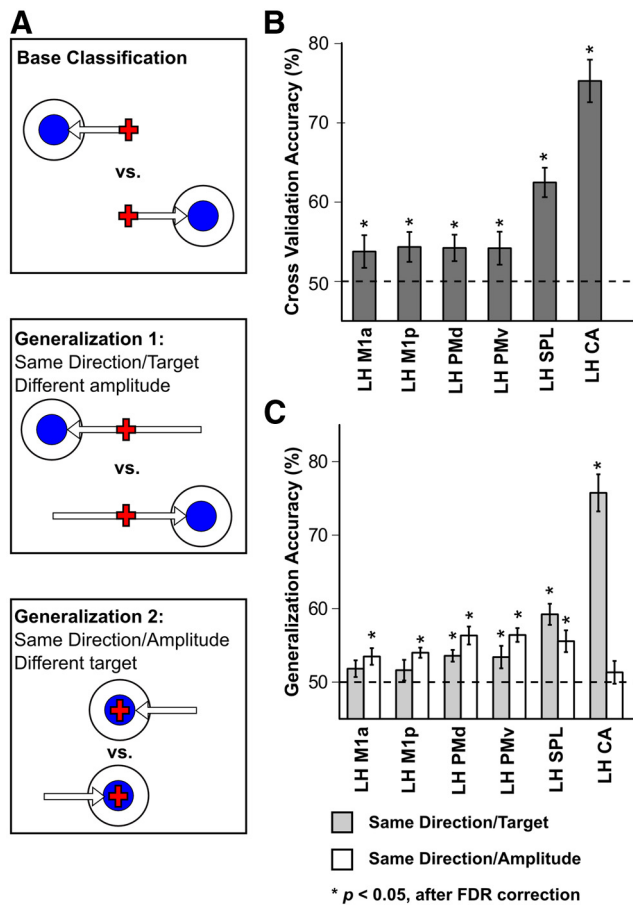 A
Base Classification
vs.
Generalization 1:
Same Direction/Target
Different amplitude
vs.
Generalization 2:
Same Direction/Amplitude
Different target
vs.
B
Cross Validation Accuracy (%)
80
70
60
50
LH M1a
LH M1p
LH PMd
LH PMv
LH SPL
LH CA
* * * * * *
C
Generalization Accuracy (%)
80
70
60
50
LH M1a
LH M1p
LH PMd
LH PMv
LH SPL
LH CA
* * * * * * * * *
Same Direction/Target
Same Direction/Amplitude
* p < 0.05, after FDR correction